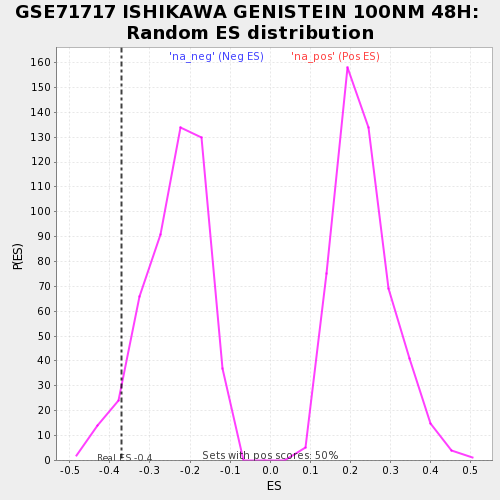 GSE71717 ISHIKAWA GENISTEIN 100NM 48H:
Random ES distribution
'na_neg' (Neg ES) 'na_pos' (Pos ES)
160
150
140
130
120
110
100
90
80
70
60
50
40
30
20
10
0
P(ES)
Real ES -0.4
Sets with pos scores: 50%
-0.5 -0.4 -0.3 -0.2 -0.1 0.0 0.1 0.2 0.3 0.4 0.5
ES